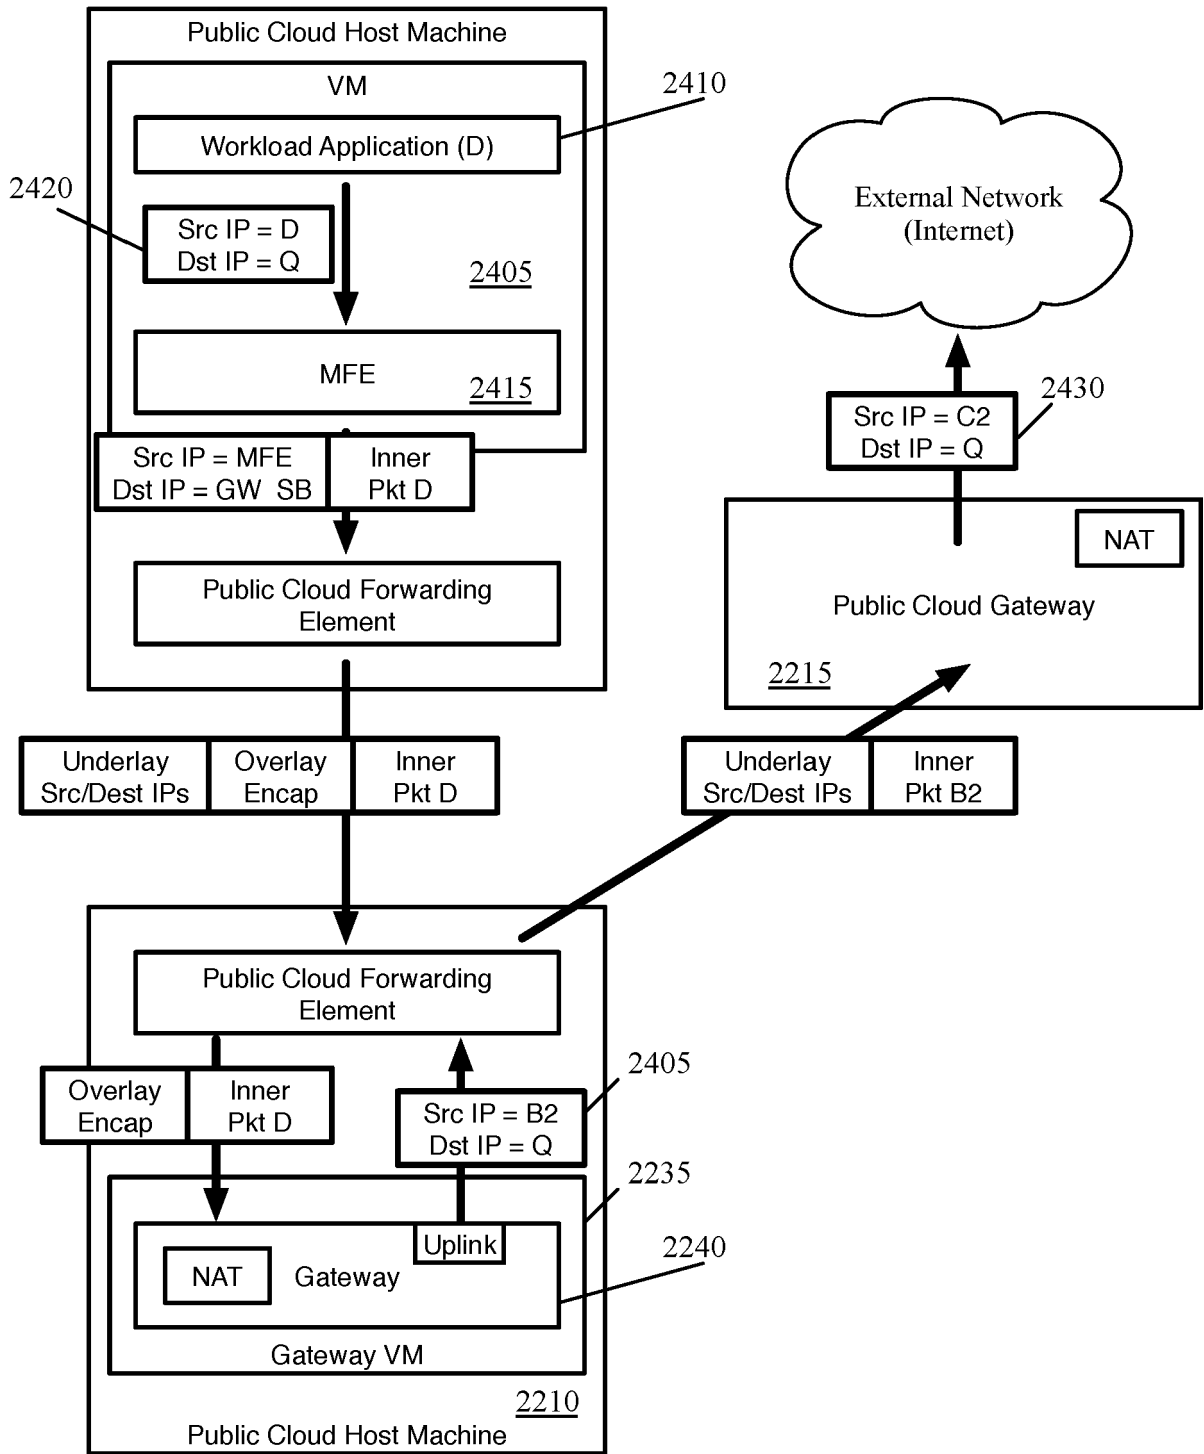 Public Cloud Host Machine
VM
2410
Workload Application (D)
2420
Src IP = D
Dst IP = Q
2405
MFE
2415
Src IP = MFE
Dst IP = GW SB
Inner
Pkt D
Public Cloud Forwarding
Element
External Network
(Internet)
2430
Src IP = C2
Dst IP = Q
NAT
Public Cloud Gateway
2215
Underlay
Src/Dest IPs
Overlay
Encap
Inner
Pkt D
Underlay
Src/Dest IPs
Inner
Pkt B2
Public Cloud Forwarding
Element
Overlay
Encap
Inner
Pkt D
2405
Src IP = B2
Dst IP = Q
2235
Uplink
2240
NAT
Gateway
Gateway VM
2210
Public Cloud Host Machine